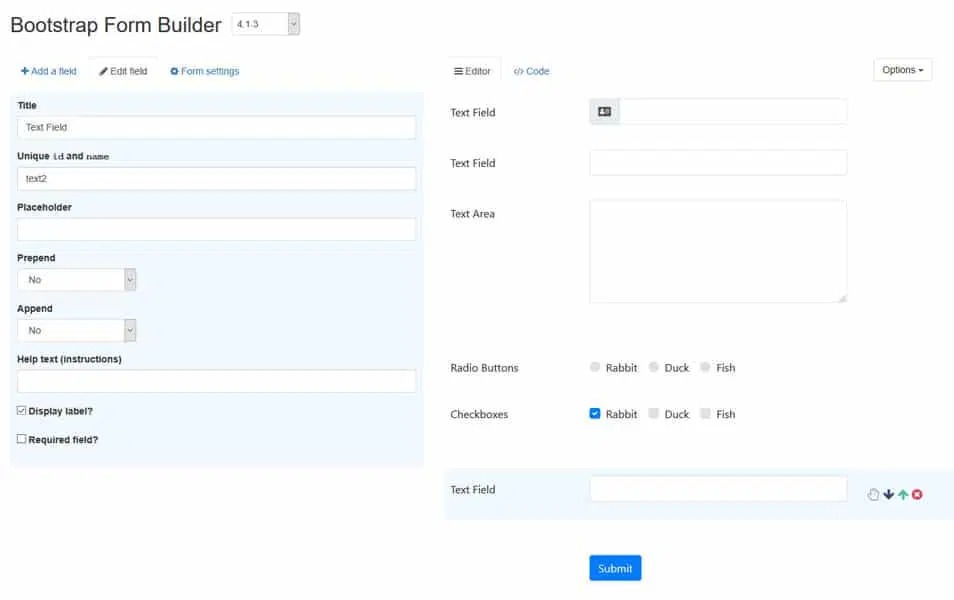 Bootstrap Form Builder 4.1.3
Add a field Edit field Form settings
Title
Text Field
Unique id and name
text2
Placeholder
Prepend
No
Append
No
Help text (instructions)
Display label?
Required field?
Editor </> Code Options
Text Field
Text Field
Text Area
Radio Buttons Rabbit Duck Fish
Checkboxes Rabbit Duck Fish
Text Field
Submit